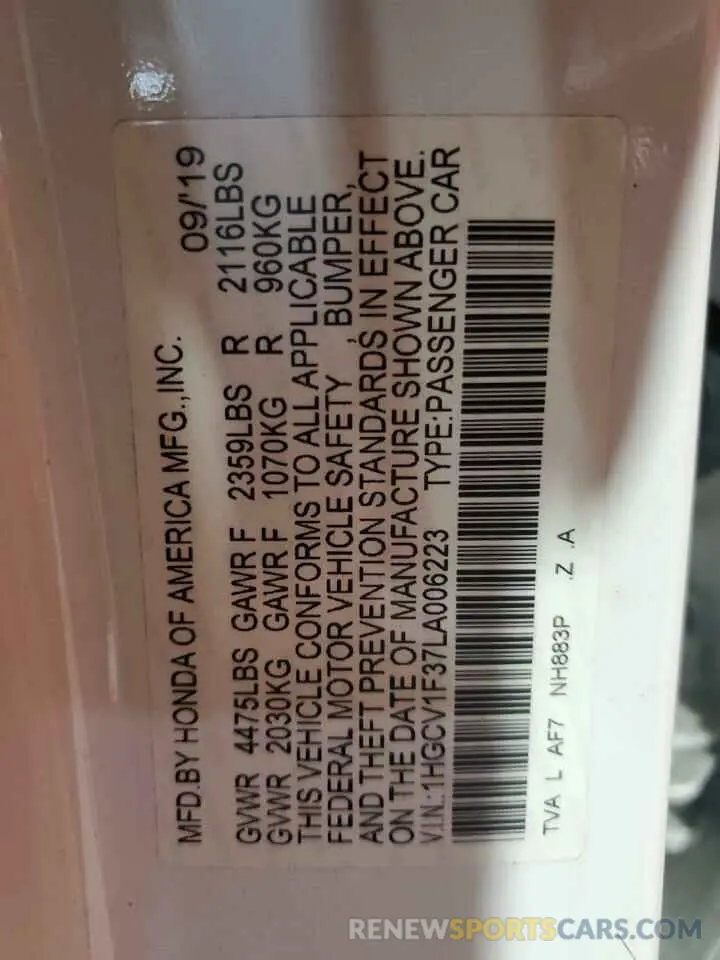 MFD.BY HONDA OF AMERICA MFG.,INC. 09/'19
GVWR 4475LBS GAWR F 2359LBS R 2116LBS
GVWR 2030KG GAWR F 1070KG R 960KG
THIS VEHICLE CONFORMS TO ALL APPLICABLE
FEDERAL MOTOR VEHICLE SAFETY , BUMPER,
AND THEFT PREVENTION STANDARDS IN EFFECT
ON THE DATE OF MANUFACTURE SHOWN ABOVE.
V.I.N.:1HGCV1F37LA006223 TYPE:PASSENGER CAR
TVA L AF7 NH883P .Z .A
RENEWSPORTSCARS.COM